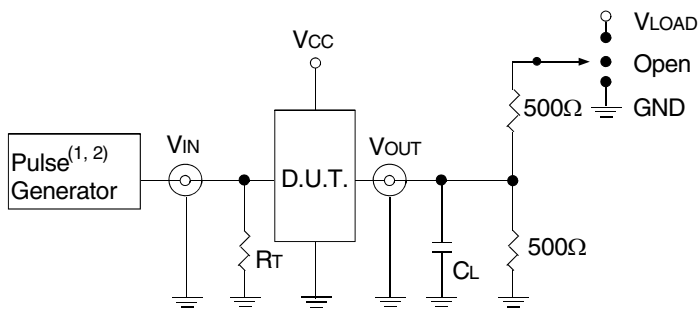 VLOAD
VCC
Open
500Ω
GND
VIN
VOUT
Pulse(1, 2)
Generator
D.U.T.
500Ω
RT
CL